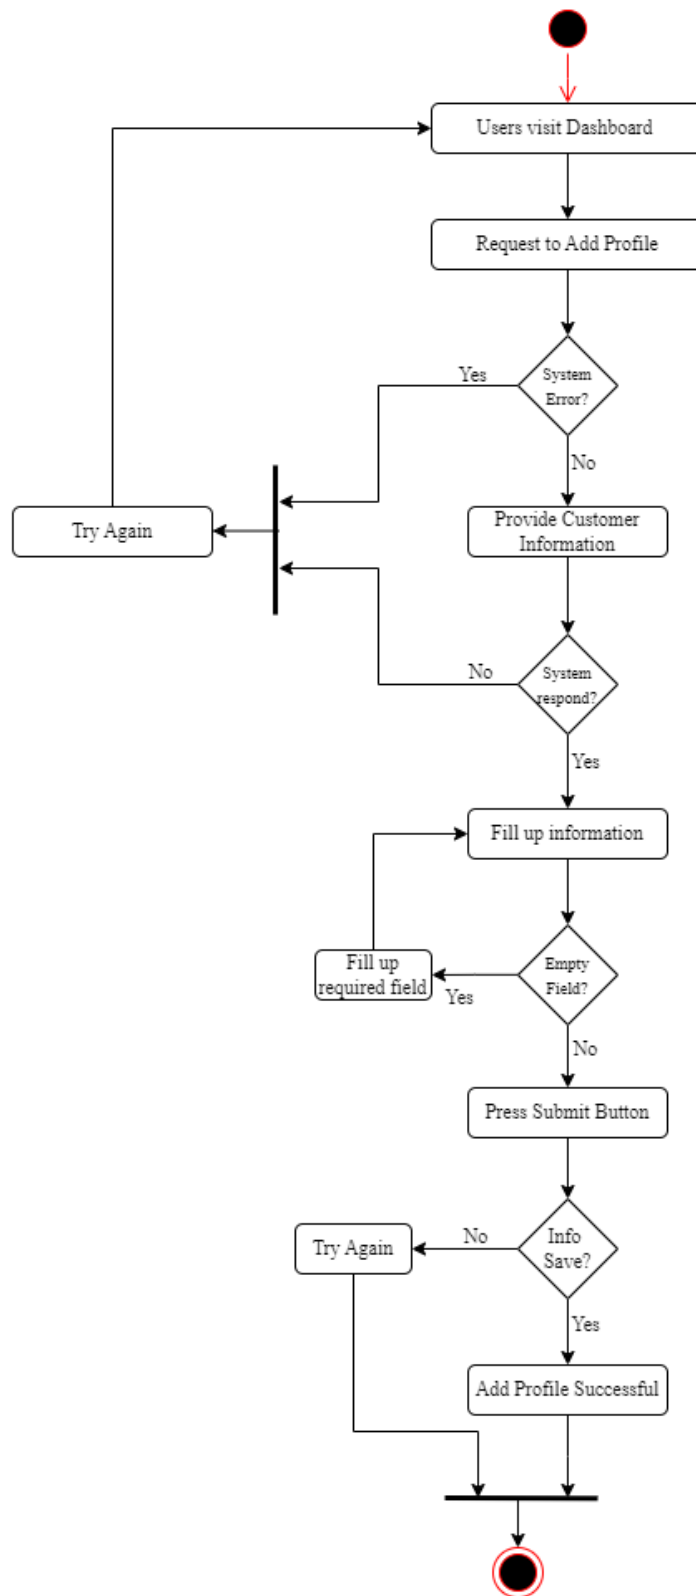 Users visit Dashboard
Request to Add Profile
System
Error?
Yes
No
Try Again
Provide Customer
Information
System
respond?
No
Yes
Fill up information
Empty
Field?
Fill up
required field
Yes
No
Press Submit Button
Info
Save?
No
Try Again
Yes
Add Profile Successful